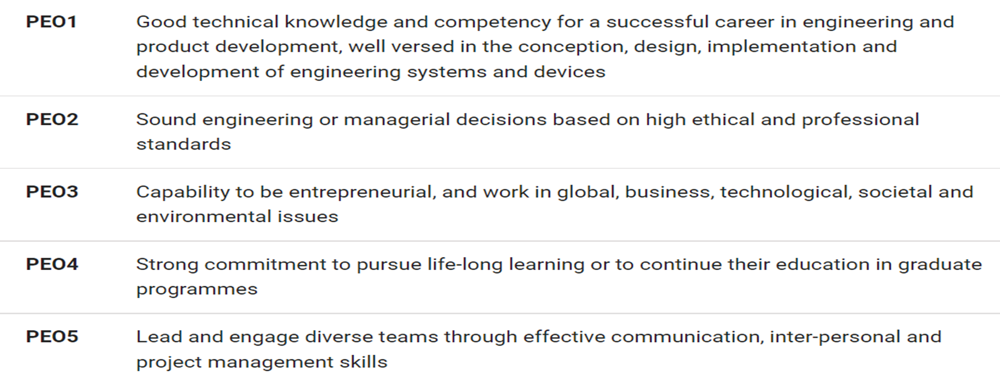 PEO1 Good technical knowledge and competency for a successful career in engineering and
product development, well versed in the conception, design, implementation and
development of engineering systems and devices
PEO2 Sound engineering or managerial decisions based on high ethical and professional
standards
PEO3 Capability to be entrepreneurial, and work in global, business, technological, societal and
environmental issues
PEO4 Strong commitment to pursue life-long learning or to continue their education in graduate
programmes
PEO5 Lead and engage diverse teams through effective communication, inter-personal and
project management skills